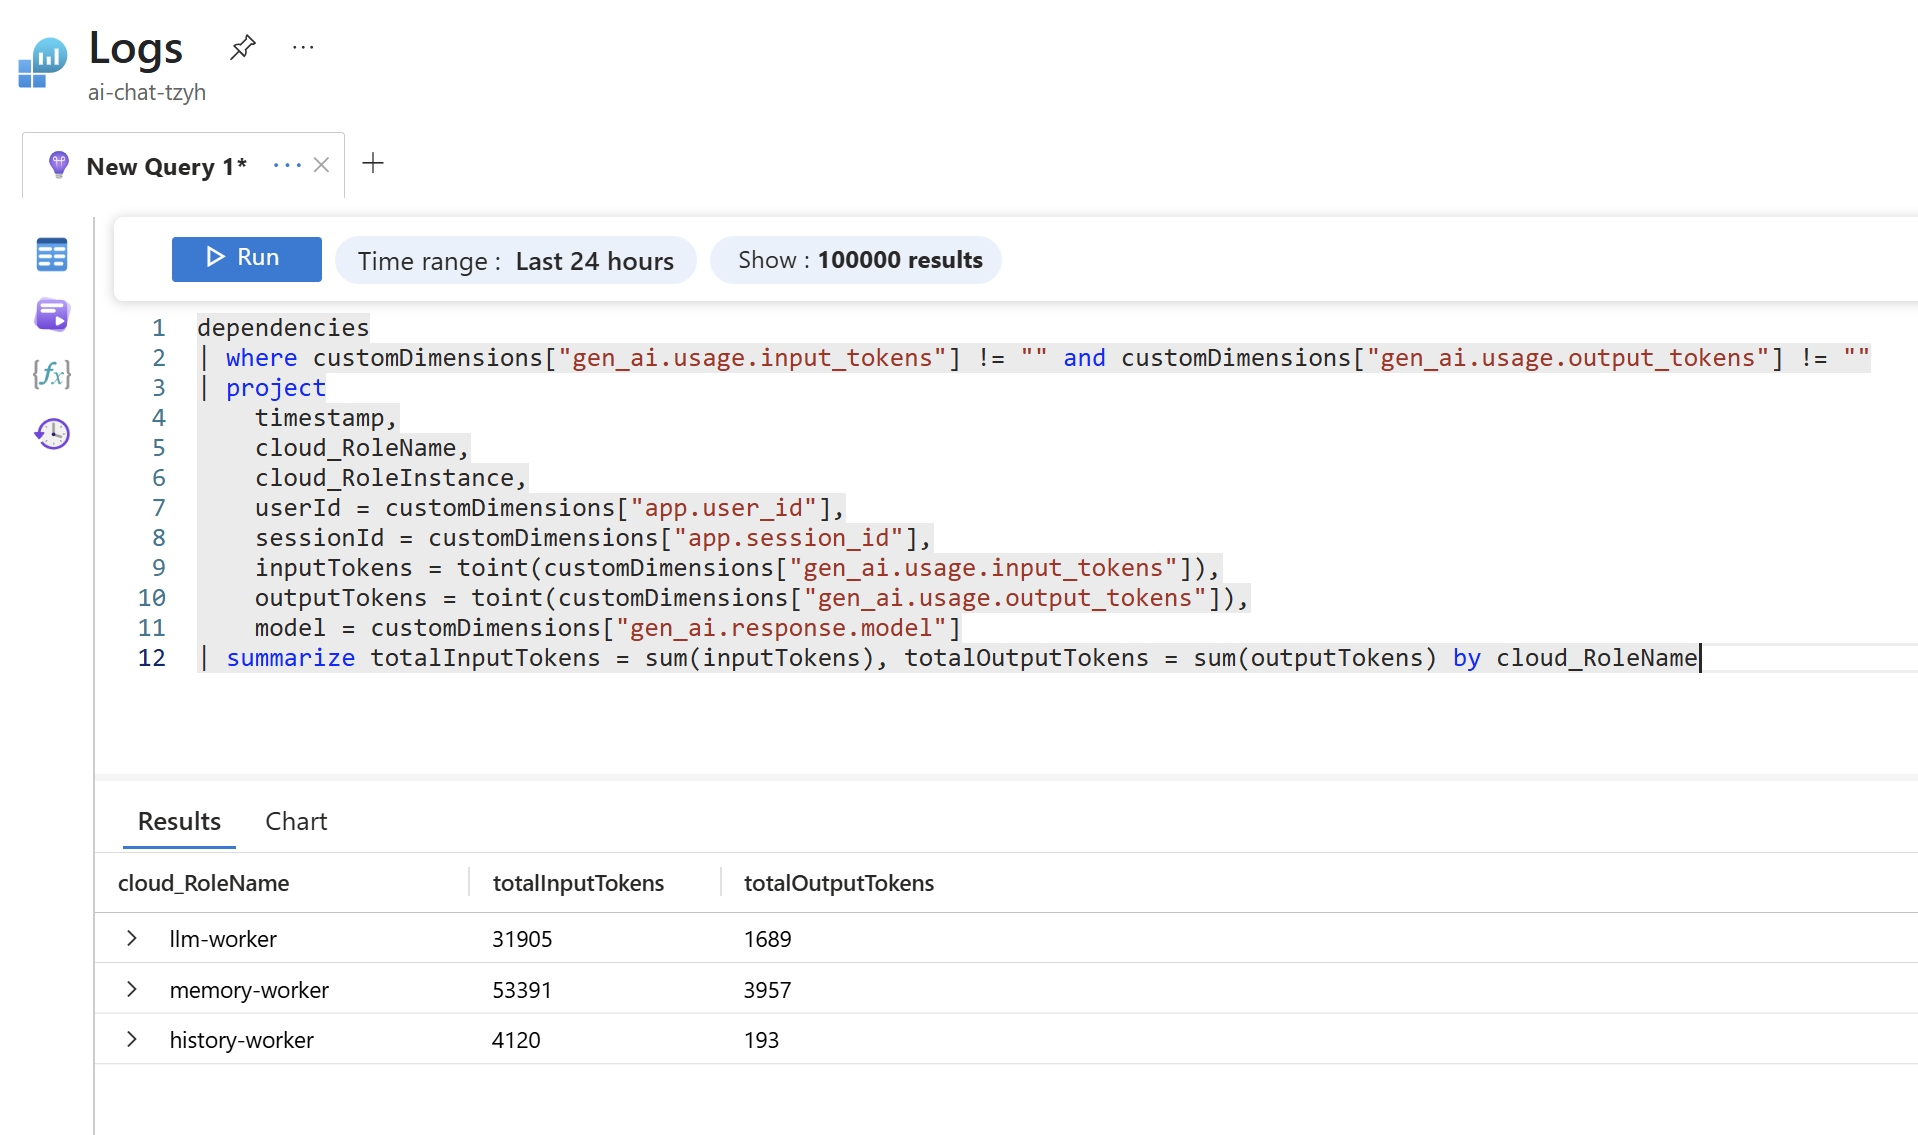 Logs
ai-chat-tzyh
New Query 1*
Run
Time range : Last 24 hours
Show : 100000 results
1 dependencies
2 | where customDimensions["gen_ai.usage.input_tokens"] != "" and customDimensions["gen_ai.usage.output_tokens"] != ""
3 | project
4     timestamp,
5     cloud_RoleName,
6     cloud_RoleInstance,
7     userId = customDimensions["app.user_id"],
8     sessionId = customDimensions["app.session_id"],
9     inputTokens = toint(customDimensions["gen_ai.usage.input_tokens"]),
10     outputTokens = toint(customDimensions["gen_ai.usage.output_tokens"]),
11     model = customDimensions["gen_ai.response.model"]
12 | summarize totalInputTokens = sum(inputTokens), totalOutputTokens = sum(outputTokens) by cloud_RoleName
Results Chart
cloud_RoleName totalInputTokens totalOutputTokens
llm-worker 31905 1689
memory-worker 53391 3957
history-worker 4120 193